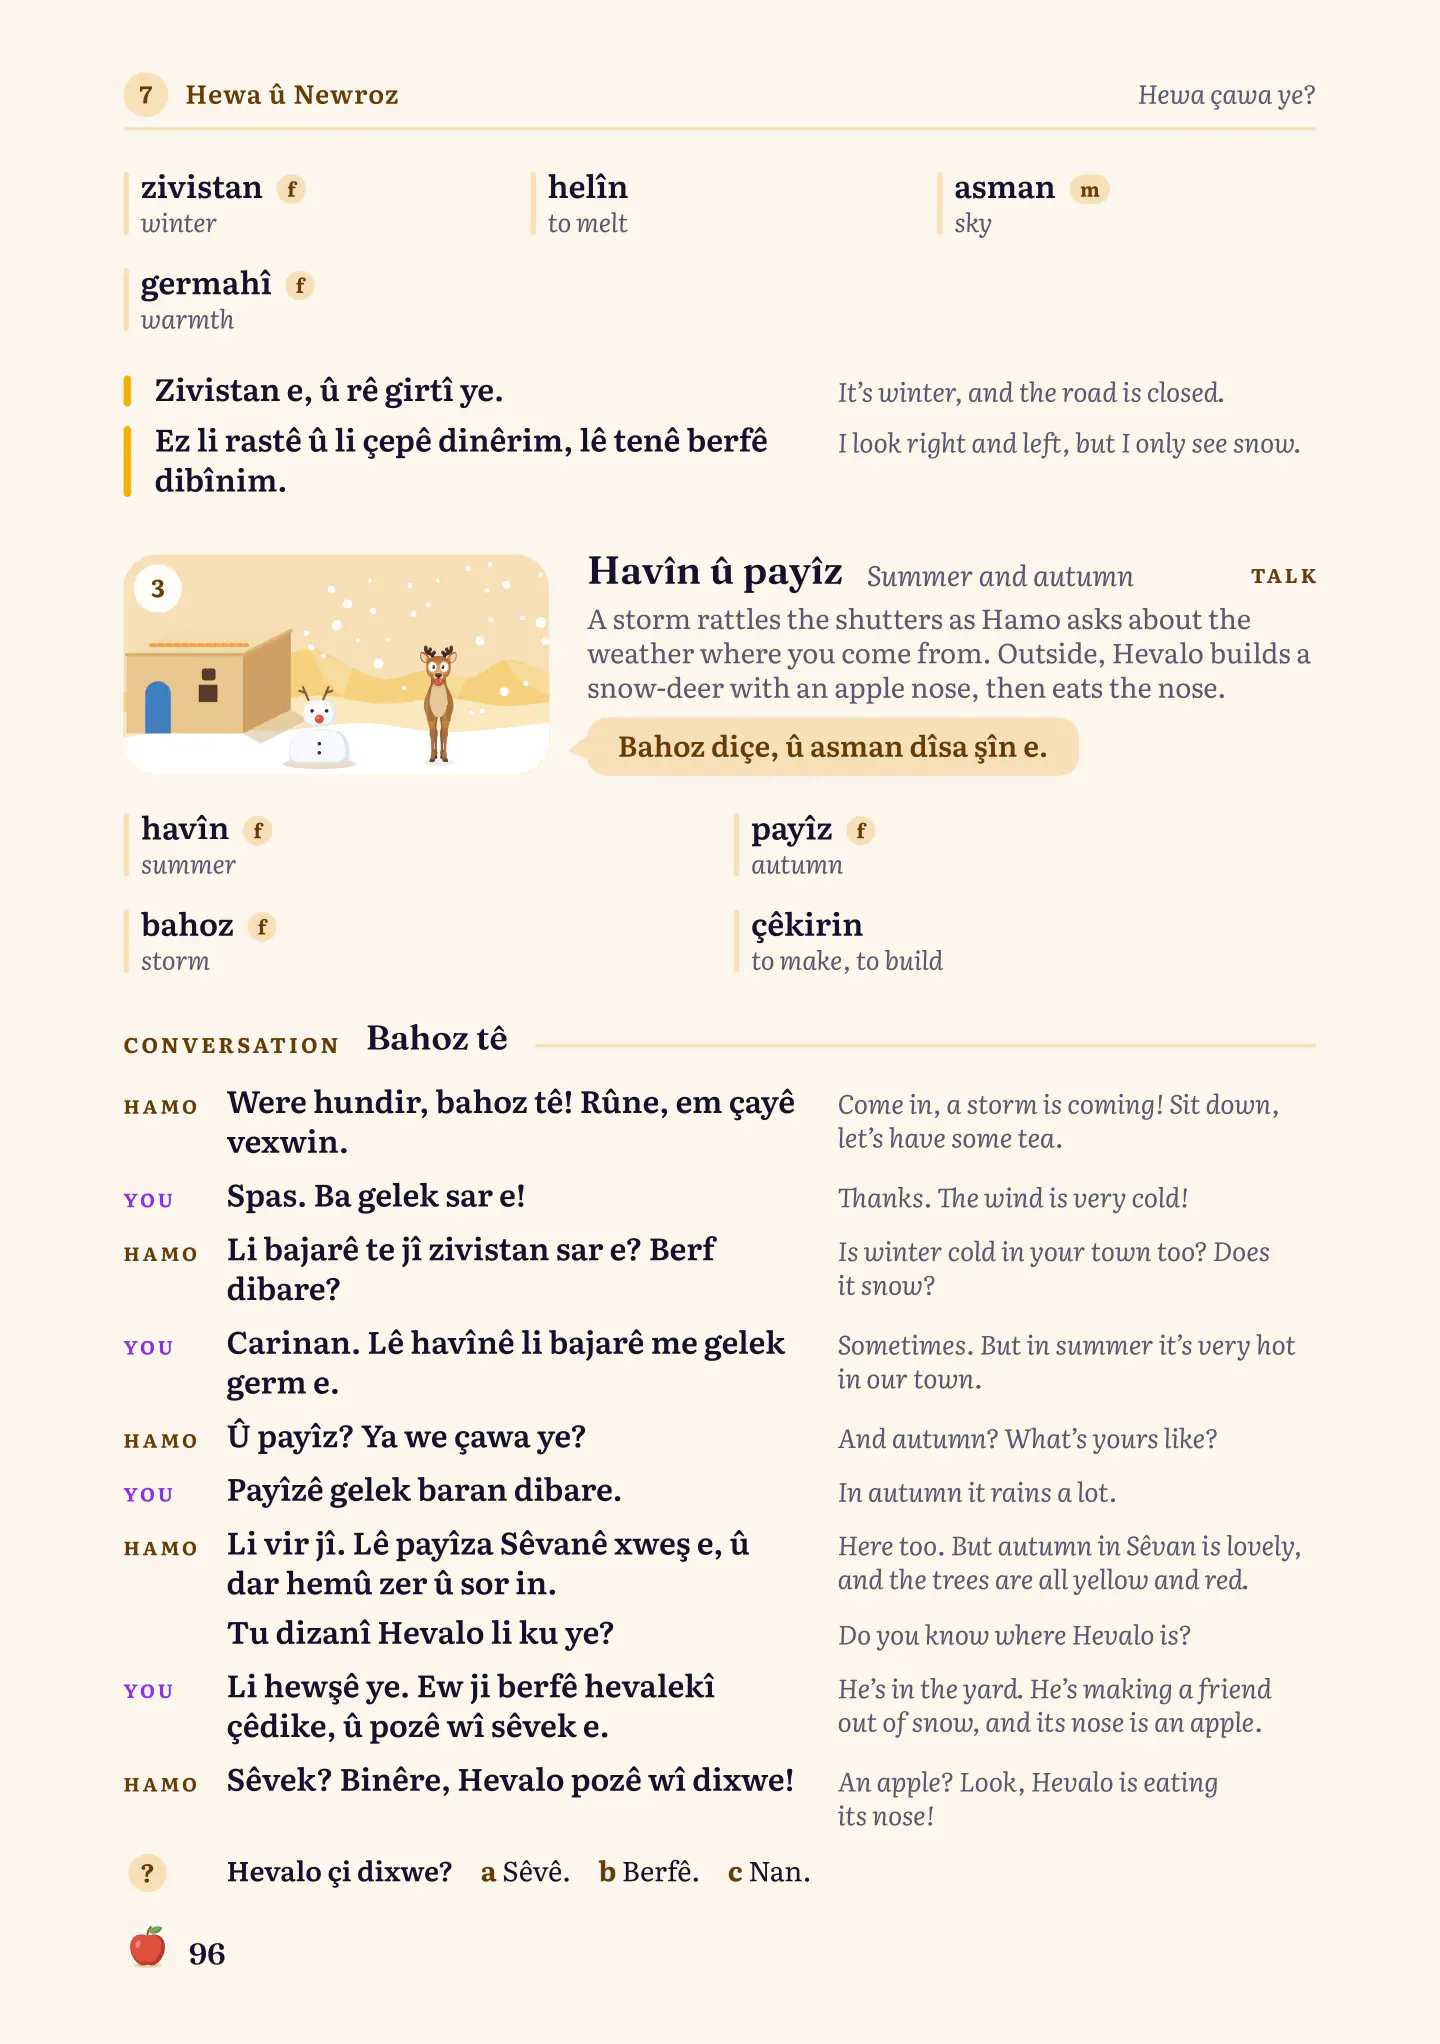 7 Hewa û Newroz
Hewa çawa ye?
zivistan f
winter
helîn
to melt
asman m
sky
germahî f
warmth
Zivistan e, û rê girtî ye.
It’s winter, and the road is closed.
Ez li rastê û li çepê dinêrim, lê tenê berfê
dibînim.
I look right and left, but I only see snow.
3
Havîn û payîz Summer and autumn TALK
A storm rattles the shutters as Hamo asks about the
weather where you come from. Outside, Hevalo builds a
snow-deer with an apple nose, then eats the nose.
Bahoz diçe, û asman dîsa şîn e.
havîn f
summer
payîz f
autumn
bahoz f
storm
çêkirin
to make, to build
CONVERSATION Bahoz tê
HAMO Were hundir, bahoz tê! Rûne, em çayê
vexwin.
Come in, a storm is coming! Sit down,
let’s have some tea.
YOU Spas. Ba gelek sar e!
Thanks. The wind is very cold!
HAMO Li bajarê te jî zivistan sar e? Berf
dibare?
Is winter cold in your town too? Does
it snow?
YOU Carinan. Lê havînê li bajarê me gelek
germ e.
Sometimes. But in summer it’s very hot
in our town.
HAMO Û payîz? Ya we çawa ye?
And autumn? What’s yours like?
YOU Payîzê gelek baran dibare.
In autumn it rains a lot.
HAMO Li vir jî. Lê payîza Sêvanê xweş e, û
dar hemû zer û sor in.
Here too. But autumn in Sêvan is lovely,
and the trees are all yellow and red.
Tu dizanî Hevalo li ku ye?
Do you know where Hevalo is?
YOU Li hewşê ye. Ew ji berfê hevalekî
çêdike, û pozê wî sêvek e.
He’s in the yard. He’s making a friend
out of snow, and its nose is an apple.
HAMO Sêvek? Binêre, Hevalo pozê wî dixwe!
An apple? Look, Hevalo is eating
its nose!
? Hevalo çi dixwe? a Sêvê. b Berfê. c Nan.
96